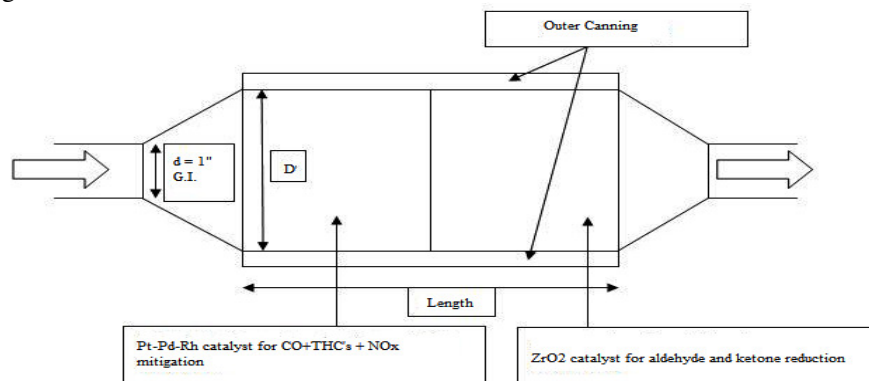 Outer Canning
d = 1"
G.I.
D'
Length
Pt-Pd-Rh catalyst for CO+THC's + NOx
mitigation
ZrO2 catalyst for aldehyde and ketone reduction